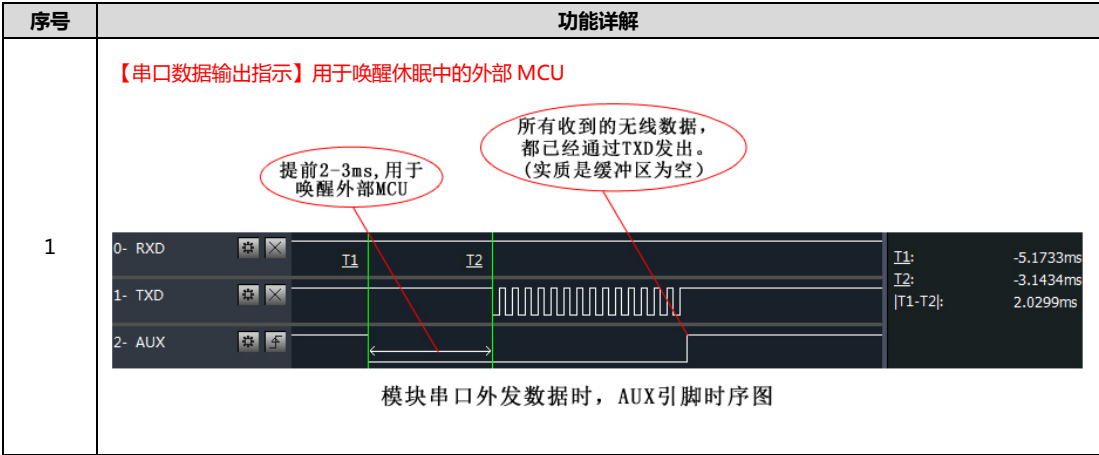 序号 功能详解
【串口数据输出指示】用于唤醒休眠中的外部 MCU
所有收到的无线数据，
都已经通过TXD发出。
(实质是缓冲区为空)
提前2-3ms,用于
唤醒外部MCU
1
0- RXD
T1 T2
1- TXD
2- AUX
T1: -5.1733ms
T2: -3.1434ms
|T1-T2|: 2.0299ms
模块串口外发数据时，AUX引脚时序图